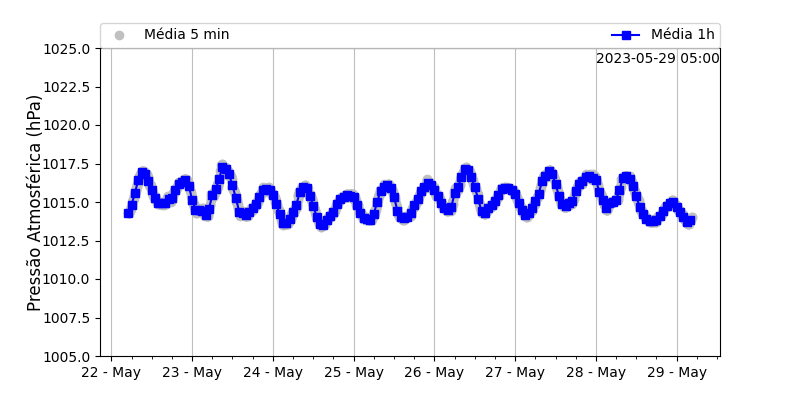 Média 5 min
Média 1h
2023-05-29 05:00
Pressão Atmosférica (hPa)
1025.0
1022.5
1020.0
1017.5
1015.0
1012.5
1010.0
1007.5
1005.0
22 - May
23 - May
24 - May
25 - May
26 - May
27 - May
28 - May
29 - May